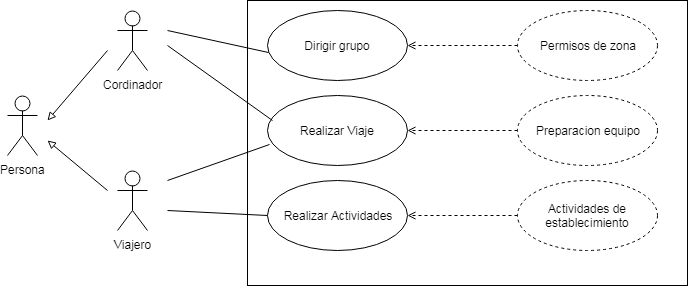 Dirigir grupo
Permisos de zona
Cordinador
Realizar Viaje
Preparacion equipo
Persona
Realizar Actividades
Actividades de
establecimiento
Viajero